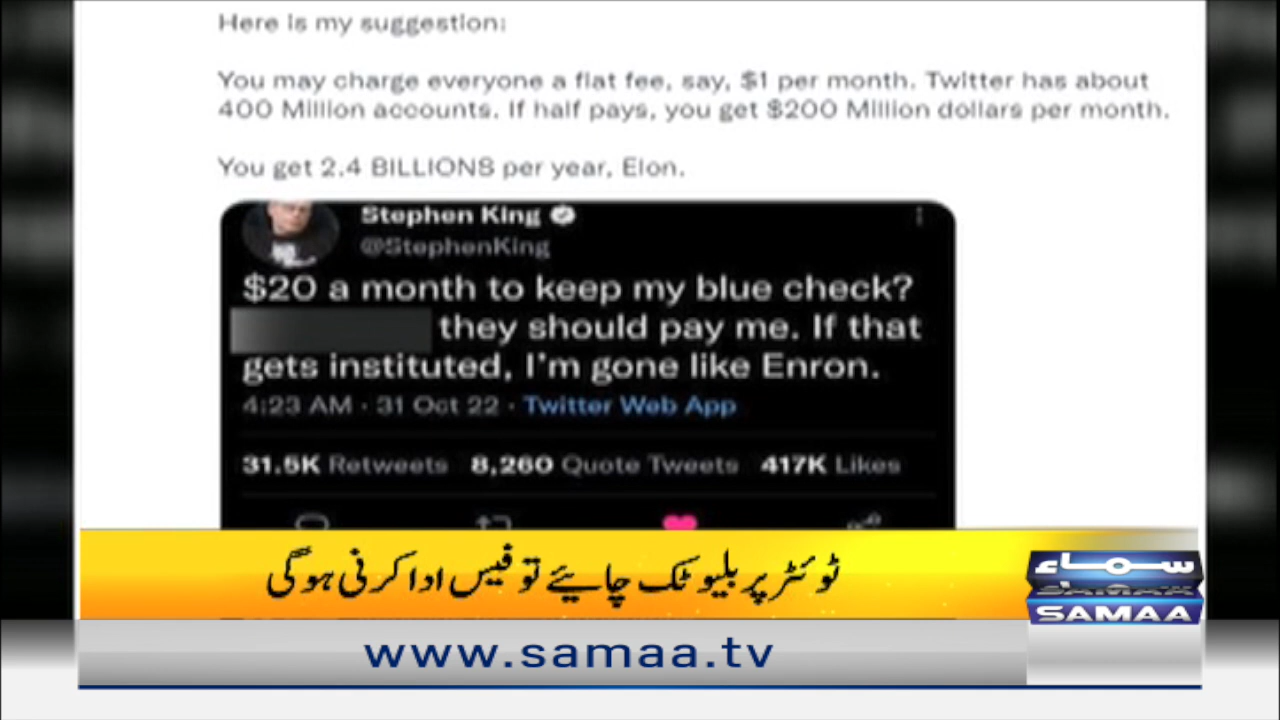 Here is my suggestion:
You may charge everyone a flat fee, say, $1 per month. Twitter has about
400 Million accounts. If half pays, you get $200 Million dollars per month.
You get 2.4 BILLIONS per year, Elon.
Stephen King
@StephenKing
$20 a month to keep my blue check?
they should pay me. If that
gets instituted, I'm gone like Enron.
4:23 AM · 31 Oct 22 · Twitter Web App
31.5K Retweets 8,260 Quote Tweets 417K Likes
ٹوئٹر پر بلیو ٹک چاہئے تو فیس ادا کرنی ہوگی
سماء
SAMAA
www.samaa.tv